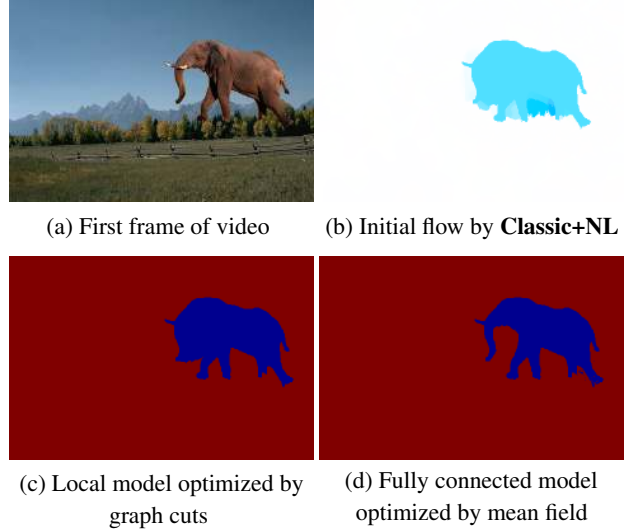 (a) First frame of video
(b) Initial flow by Classic+NL
(c) Local model optimized by
graph cuts
(d) Fully connected model
optimized by mean field